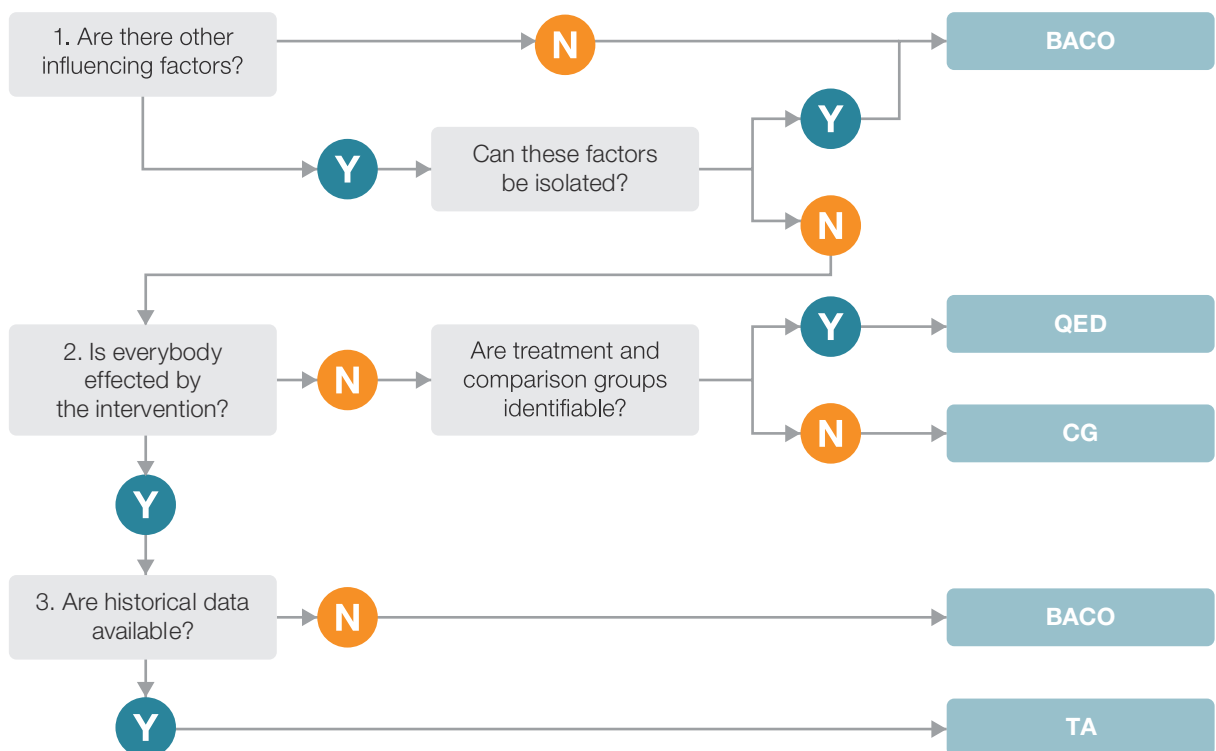 1. Are there other
influencing factors?
N
BACO
Y
Can these factors
be isolated?
Y
N
2. Is everybody
effected by
the intervention?
N
Are treatment and
comparison groups
identifiable?
Y
QED
N
CG
Y
3. Are historical data
available?
N
BACO
Y
TA